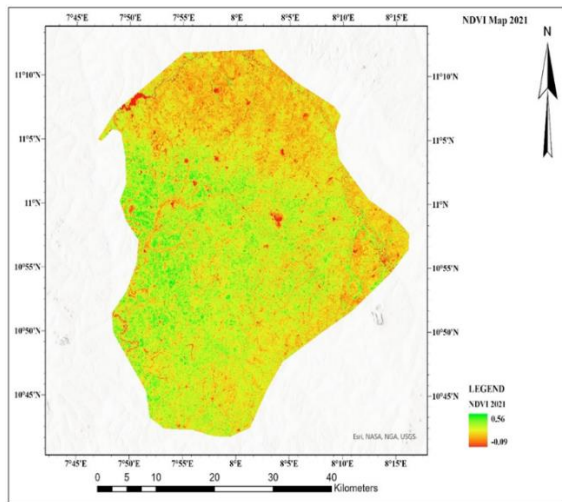 NDVI Map 2021
N
7°45'E 7°50'E 7°55'E 8°E 8°5'E 8°10'E 8°15'E
11°10'N 11°10'N
11°5'N 11°5'N
11°N 11°N
10°55'N 10°55'N
10°50'N 10°50'N
10°45'N 10°45'N
LEGEND
NDVI 2021
0.56
-0.09
Esri, NASA, NGA, USGS
7°45'E 7°50'E 7°55'E 8°E 8°5'E 8°10'E 8°15'E
0 5 10 20 30 40
Kilometers